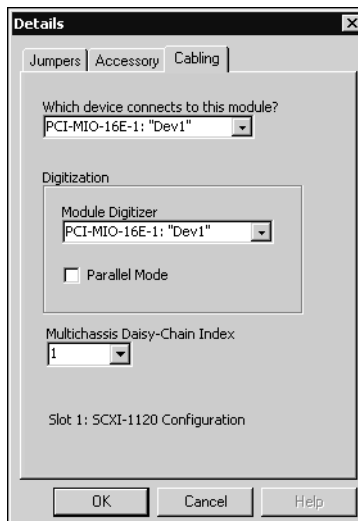 Details
Jumpers Accessory Cabling
Which device connects to this module?
PCI-MIO-16E-1: "Dev1"
Digitization
Module Digitizer
PCI-MIO-16E-1: "Dev1"
Parallel Mode
Multichassis Daisy-Chain Index
1
Slot 1: SCXI-1120 Configuration
OK Cancel Help